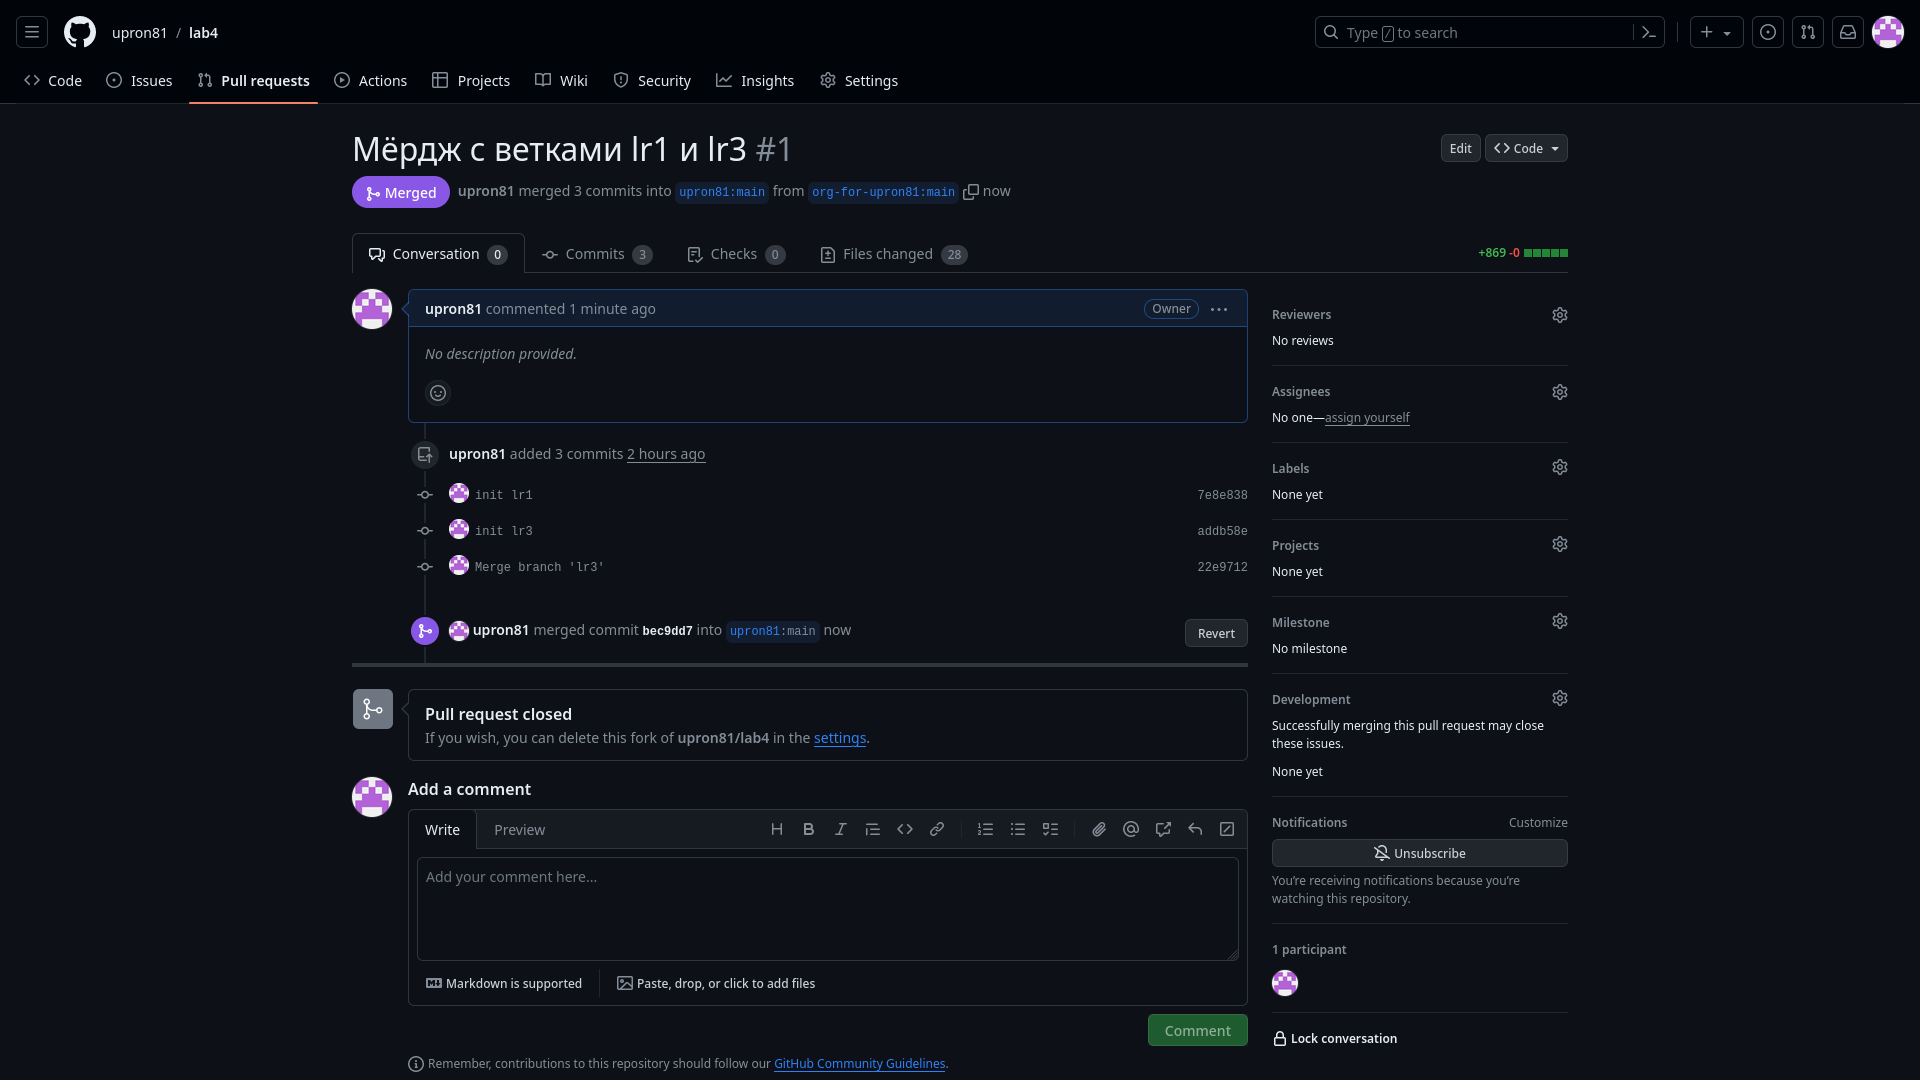 upron81 / lab4
Type / to search
Code
Issues
Pull requests
Actions
Projects
Wiki
Security
Insights
Settings
Мёрдж с ветками lr1 и lr3 #1
Edit
Code
Merged
upron81 merged 3 commits into upron81:main from org-for-upron81:main now
Conversation 0
Commits 3
Checks 0
Files changed 28
+869 -0
upron81 commented 1 minute ago
Owner
No description provided.
upron81 added 3 commits 2 hours ago
init lr1 7e8e838
init lr3 addb58e
Merge branch 'lr3' 22e9712
upron81 merged commit bec9dd7 into upron81:main now
Revert
Pull request closed
If you wish, you can delete this fork of upron81/lab4 in the settings.
Add a comment
Write
Preview
Add your comment here...
Markdown is supported
Paste, drop, or click to add files
Comment
Remember, contributions to this repository should follow our GitHub Community Guidelines.
Reviewers
No reviews
Assignees
No one—assign yourself
Labels
None yet
Projects
None yet
Milestone
No milestone
Development
Successfully merging this pull request may close
these issues.
None yet
Notifications
Customize
Unsubscribe
You're receiving notifications because you're
watching this repository.
1 participant
Lock conversation